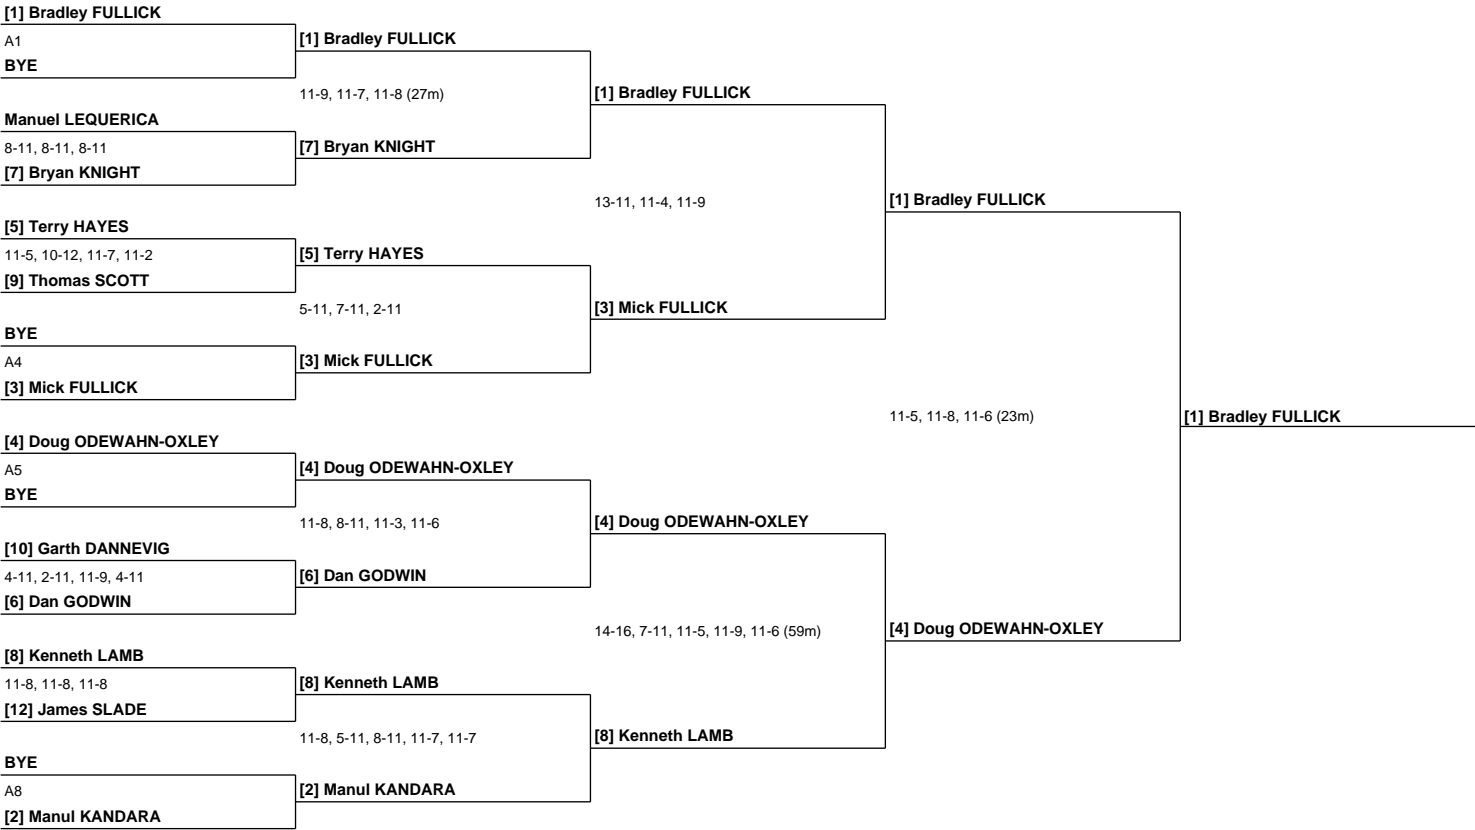 [1] Bradley FULLICK
A1
BYE
Manuel LEQUERICA
8-11, 8-11, 8-11
[7] Bryan KNIGHT
[5] Terry HAYES
11-5, 10-12, 11-7, 11-2
[9] Thomas SCOTT
BYE
A4
[3] Mick FULLICK
[4] Doug ODEWAHN-OXLEY
A5
BYE
[10] Garth DANNEVIG
4-11, 2-11, 11-9, 4-11
[6] Dan GODWIN
[8] Kenneth LAMB
11-8, 11-8, 11-8
[12] James SLADE
BYE
A8
[2] Manul KANDARA
[1] Bradley FULLICK
11-9, 11-7, 11-8 (27m)
[7] Bryan KNIGHT
[5] Terry HAYES
5-11, 7-11, 2-11
[3] Mick FULLICK
[4] Doug ODEWAHN-OXLEY
11-8, 8-11, 11-3, 11-6
[6] Dan GODWIN
[8] Kenneth LAMB
11-8, 5-11, 8-11, 11-7, 11-7
[2] Manul KANDARA
[1] Bradley FULLICK
13-11, 11-4, 11-9
[3] Mick FULLICK
[4] Doug ODEWAHN-OXLEY
14-16, 7-11, 11-5, 11-9, 11-6 (59m)
[8] Kenneth LAMB
[1] Bradley FULLICK
11-5, 11-8, 11-6 (23m)
[4] Doug ODEWAHN-OXLEY
[1] Bradley FULLICK